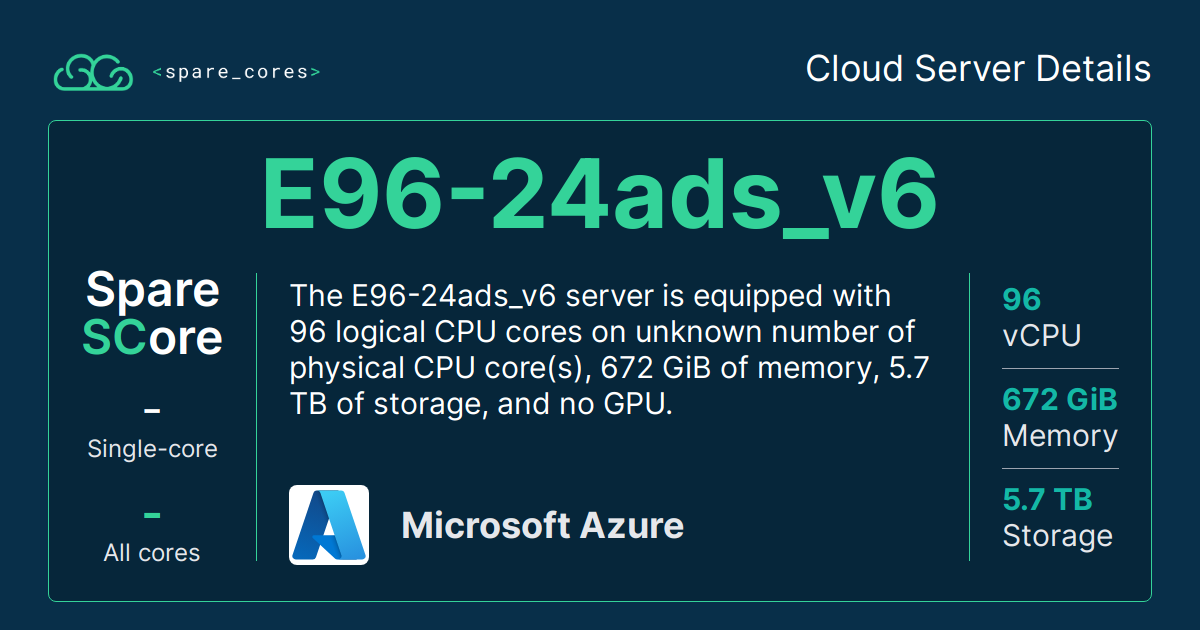 <spare_cores>
Cloud Server Details
E96-24ads_v6
Spare
SCore
-
Single-core
-
All cores
The E96-24ads_v6 server is equipped with
96 logical CPU cores on unknown number of
physical CPU core(s), 672 GiB of memory, 5.7
TB of storage, and no GPU.
Microsoft Azure
96
vCPU
672 GiB
Memory
5.7 TB
Storage